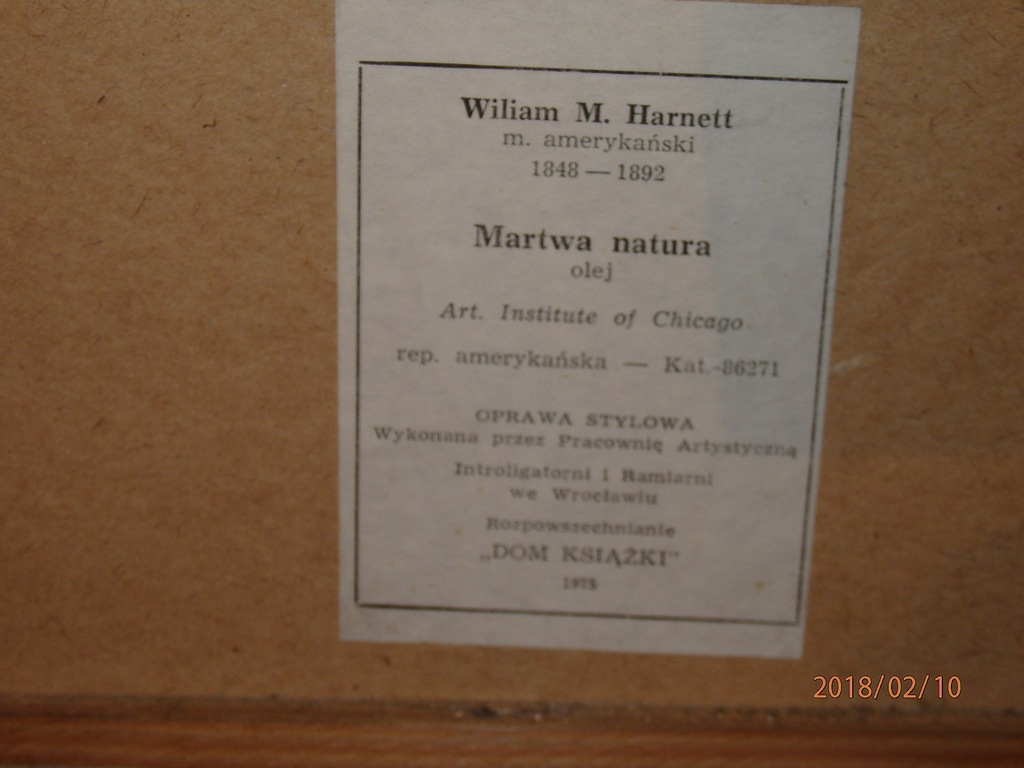 Wiliam M. Harnett
m. amerykański
1848 — 1892
Martwa natura
olej
Art. Institute of Chicago
rep. amerykańska — Kat.-86271
OPRAWA STYLOWA
Wykonana przez Pracownię Artystyczną
Introligatorni i Ramiarni
we Wrocławiu
Rozpowszechnianie
„DOM KSIĄŻKI"
1973
2018/02/10